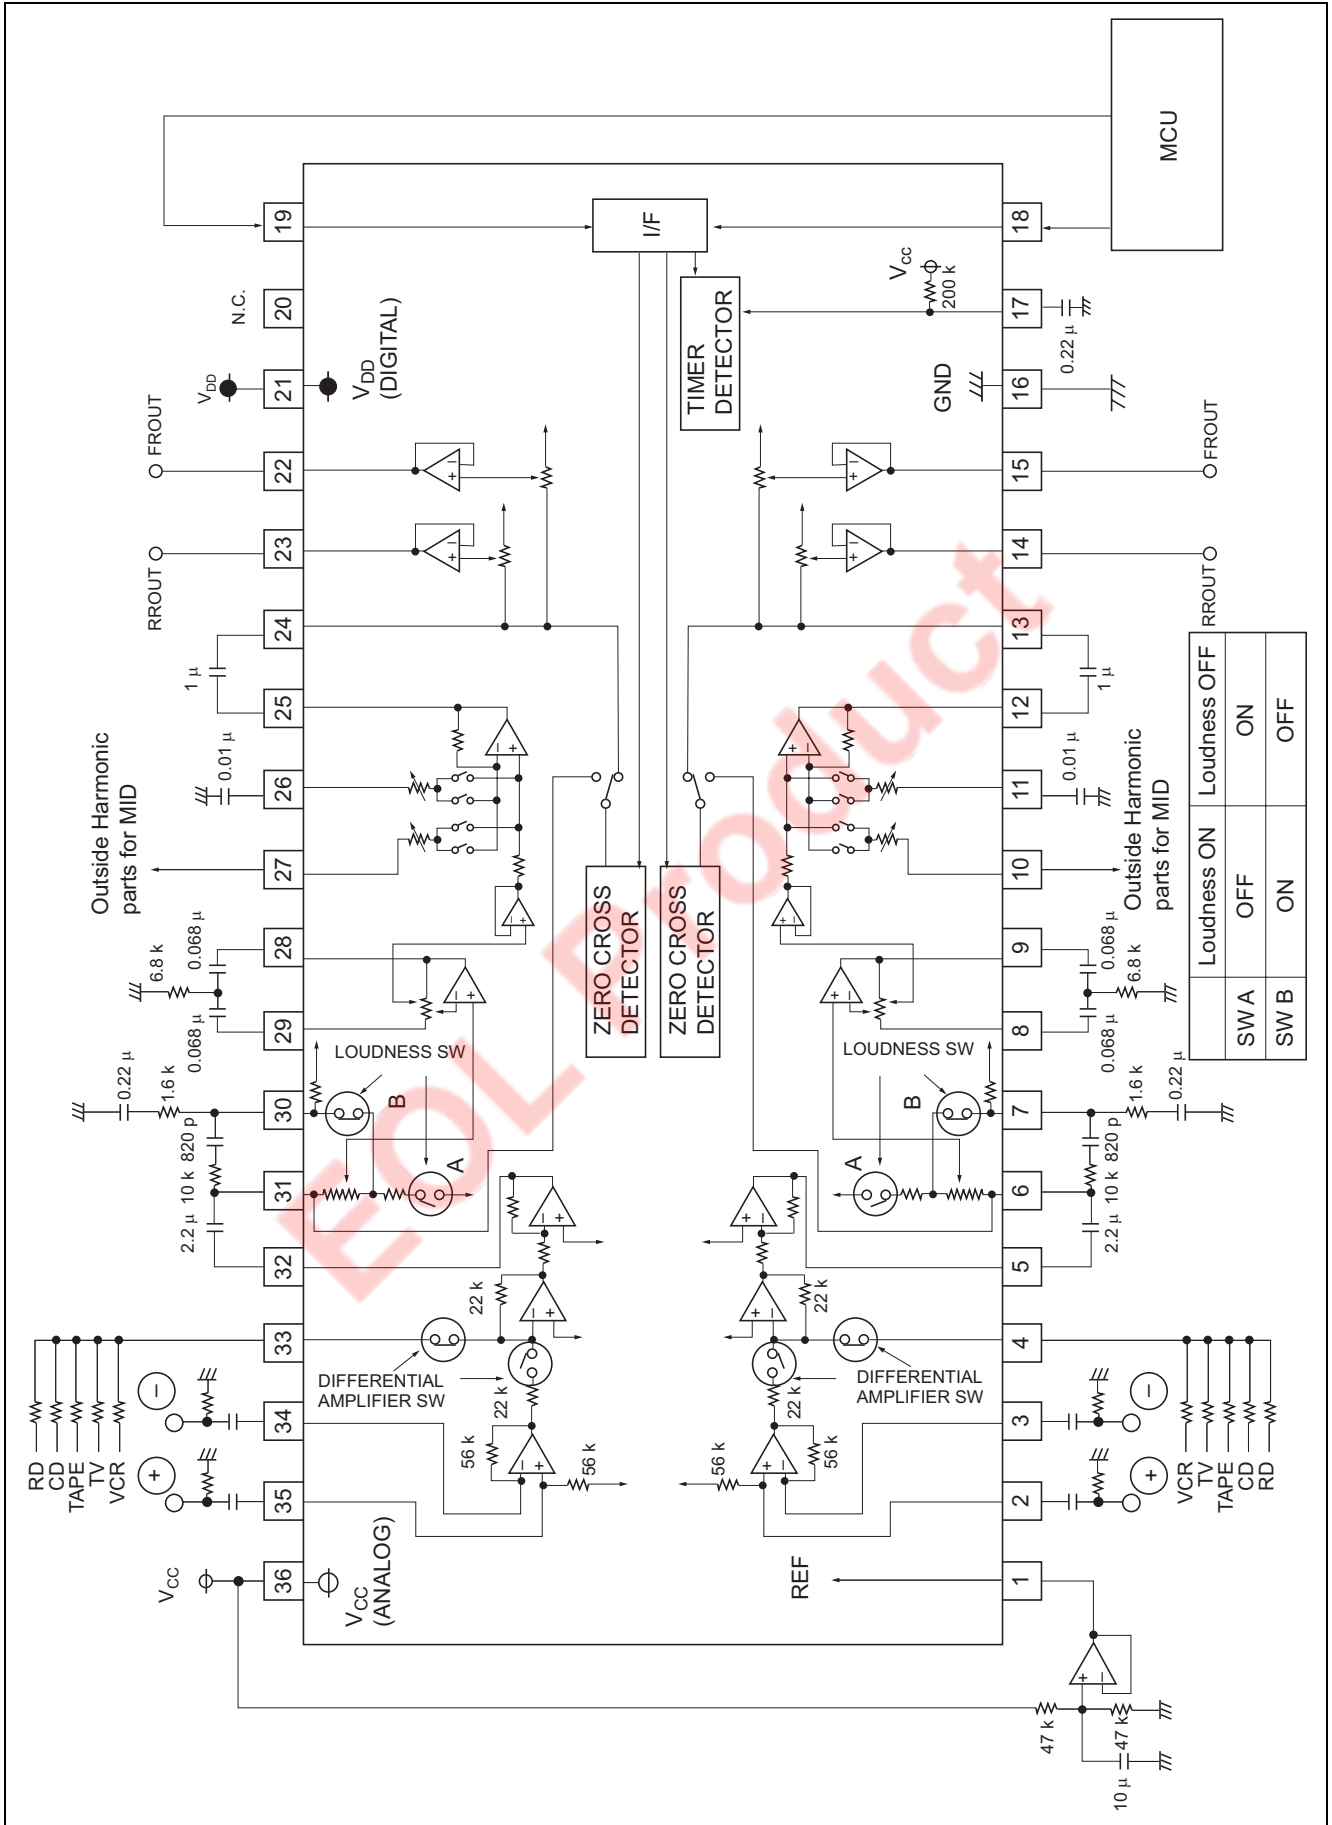 MCU
19
20
21
22
23
24
25
26
27
28
29
30
31
32
33
34
35
36
N.C.
V_DD
FROUT
RROUT
1 μ
0.01 μ
Outside Harmonic
parts for MID
0.068 μ
6.8 k
0.068 μ
0.22 μ
1.6 k
820 p
10 k
2.2 μ
RD
CD
TAPE
TV
VCR
−
+
V_CC
I/F
V_DD
(DIGITAL)
TIMER
DETECTOR
V_CC
200 k
GND
ZERO CROSS
DETECTOR
ZERO CROSS
DETECTOR
LOUDNESS SW
B
A
LOUDNESS SW
B
A
22 k
DIFFERENTIAL
AMPLIFIER SW
22 k
56 k
56 k
22 k
DIFFERENTIAL
AMPLIFIER SW
22 k
56 k
56 k
V_CC
(ANALOG)
REF
18
17
16
15
14
13
12
11
10
9
8
7
6
5
4
3
2
1
0.22 μ
FROUT
RROUT
1 μ
0.01 μ
Outside Harmonic
parts for MID
0.068 μ
6.8 k
0.068 μ
1.6 k
0.22 μ
820 p
10 k
2.2 μ
−
+
VCR
TV
TAPE
CD
RD
47 k
47 k
10 μ
Loudness ON Loudness OFF
SW A OFF ON
SW B ON OFF
EOL Product